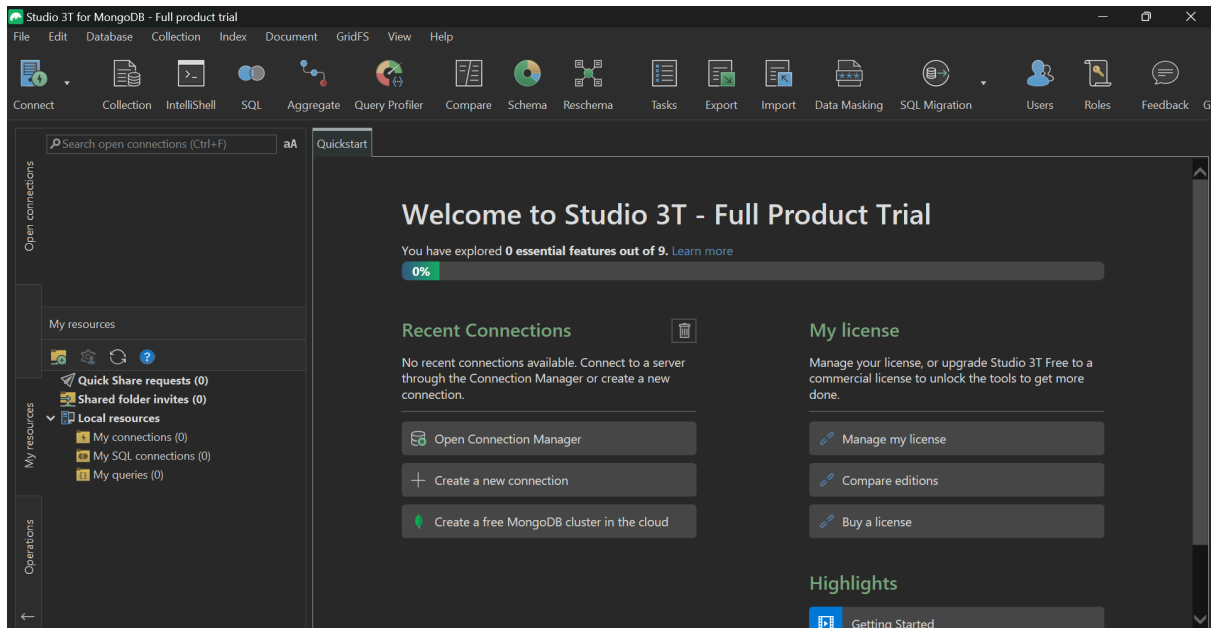 Studio 3T for MongoDB - Full product trial
File Edit Database Collection Index Document GridFS View Help
Connect Collection IntelliShell SQL Aggregate Query Profiler Compare Schema Reschema Tasks Export Import Data Masking SQL Migration Users Roles Feedback G
Open connections
Search open connections (Ctrl+F) aA
Quickstart
Welcome to Studio 3T - Full Product Trial
You have explored 0 essential features out of 9. Learn more
0%
My resources
My resources
Quick Share requests (0)
Shared folder invites (0)
Local resources
My connections (0)
My SQL connections (0)
My queries (0)
Operations
Recent Connections
No recent connections available. Connect to a server
through the Connection Manager or create a new
connection.
Open Connection Manager
Create a new connection
Create a free MongoDB cluster in the cloud
My license
Manage your license, or upgrade Studio 3T Free to a
commercial license to unlock the tools to get more
done.
Manage my license
Compare editions
Buy a license
Highlights
Getting Started